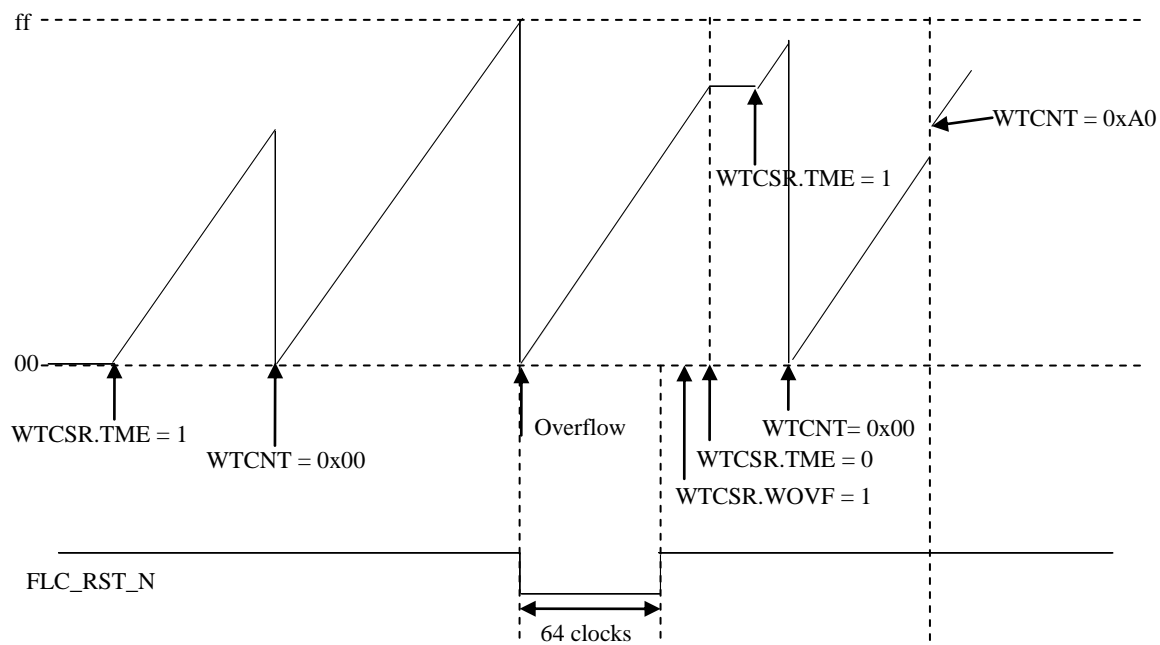 ff
WTCNT = 0xA0
WTCSR.TME = 1
00
WTCSR.TME = 1
Overflow
WTCNT= 0x00
WTCNT = 0x00
WTCSR.TME = 0
WTCSR.WOVF = 1
FLC_RST_N
64 clocks